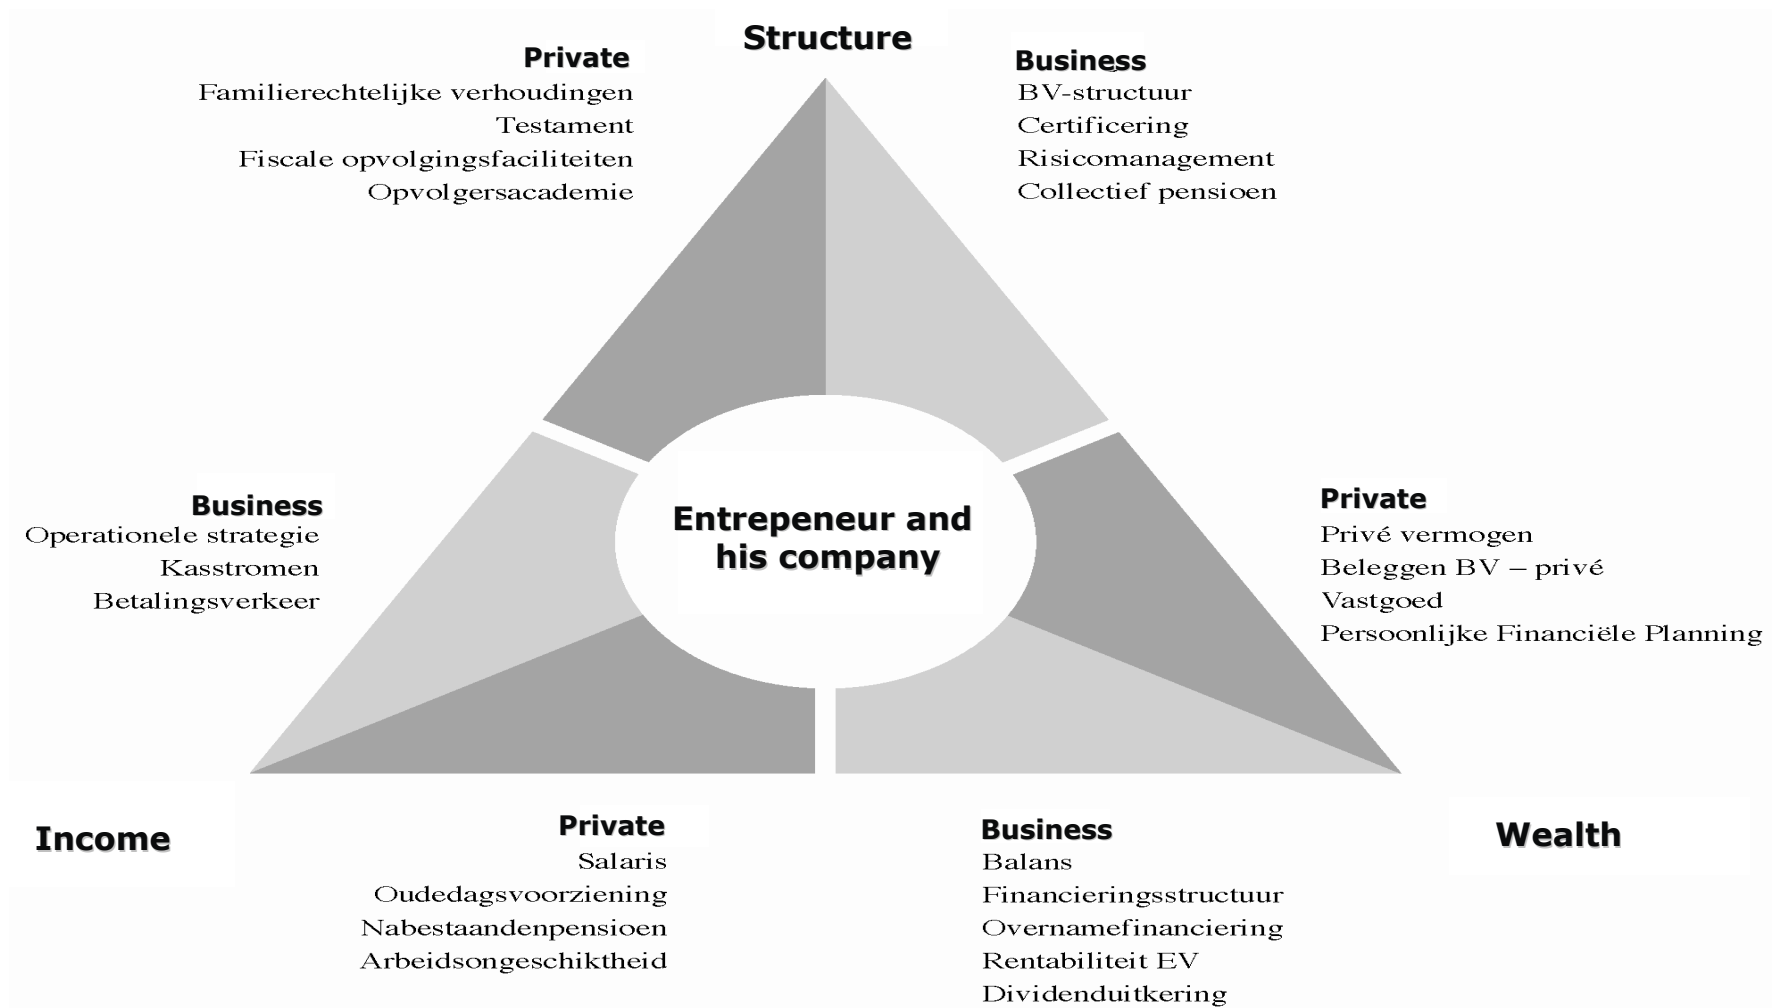 Structure
Private
Familierechtelijke verhoudingen
Testament
Fiscale opvolgingsfaciliteiten
Opvolgersacademie
Business
BV-structuur
Certificering
Risicomanagement
Collectief pensioen
Business
Operationele strategie
Kasstromen
Betalingsverkeer
Entrepeneur and
his company
Private
Privé vermogen
Beleggen BV – privé
Vastgoed
Persoonlijke Financiële Planning
Income
Private
Salaris
Oudedagsvoorziening
Nabestaandenpensioen
Arbeidsongeschiktheid
Business
Balans
Financieringsstructuur
Overnamefinanciering
Rentabiliteit EV
Dividenduitkering
Wealth